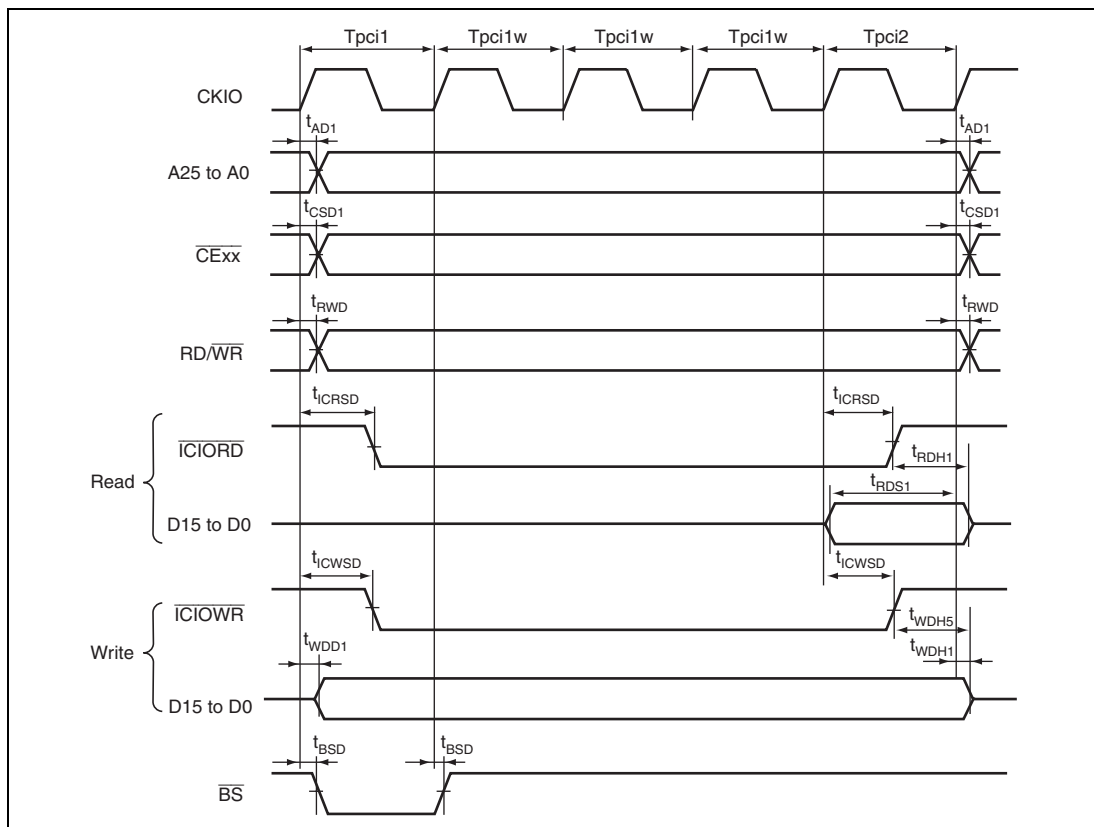 Tpci1 Tpci1w Tpci1w Tpci1w Tpci2
CKIO
tAD1 tAD1
A25 to A0
tCSD1 tCSD1
CExx
tRWD tRWD
RD/WR
tICRSD tICRSD
ICIORD
tRDH1
Read
tRDS1
D15 to D0
tICWSD tICWSD
ICIOWR
tWDH5
tWDD1 tWDH1
Write
D15 to D0
tBSD tBSD
BS